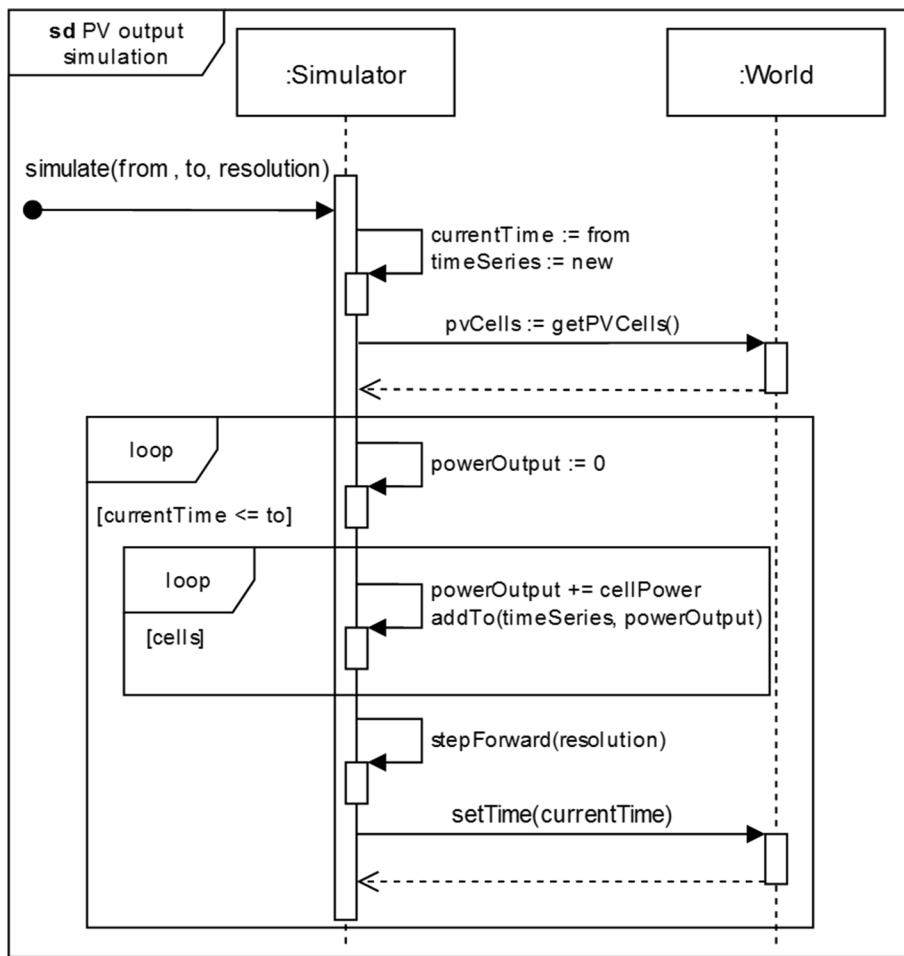 sd PV output
simulation
:Simulator
:World
simulate(from , to, resolution)
currentTime := from
timeSeries := new
pvCells := getPVCells()
loop
powerOutput := 0
[currentTime <= to]
loop
powerOutput += cellPower
addTo(timeSeries, powerOutput)
[cells]
stepForward(resolution)
setTime(currentTime)